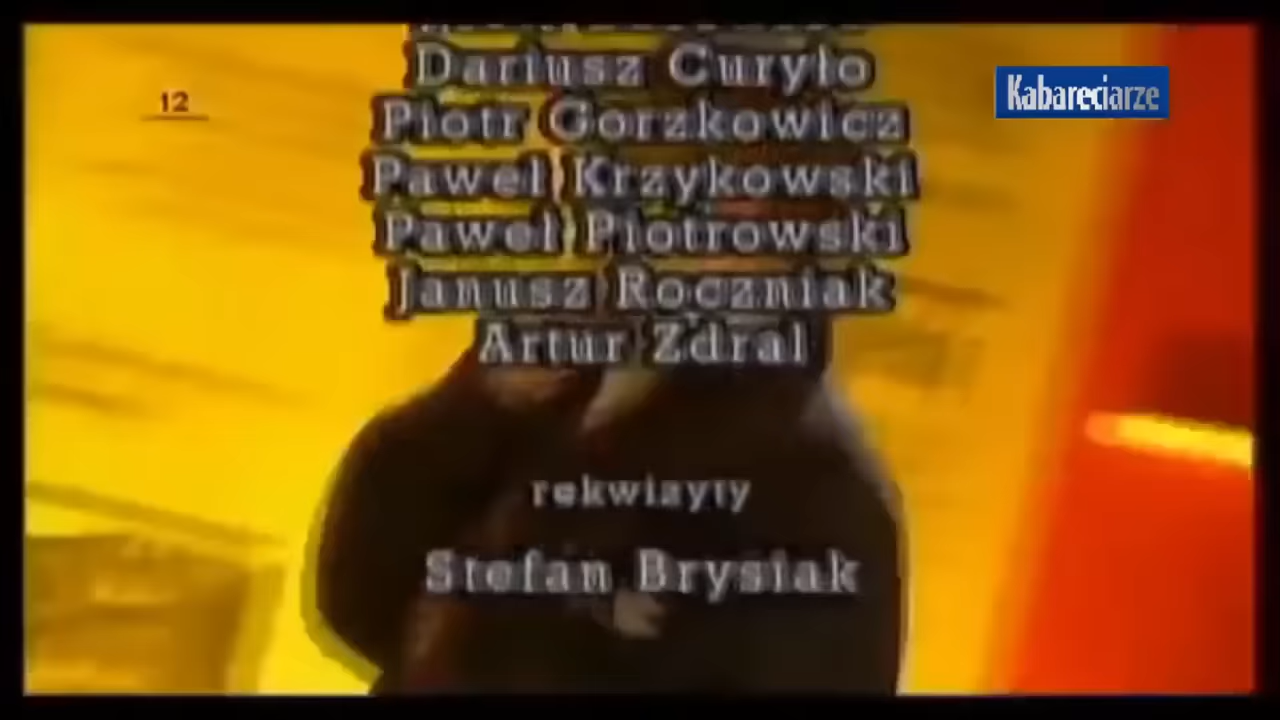 Dariusz Curyło
12
Kabareciarze
Piotr Gorzkowicz
Paweł Krzykowski
Paweł Piotrowski
Janusz Roczniak
Artur Zdral
rekwizyty
Stefan Brysiak